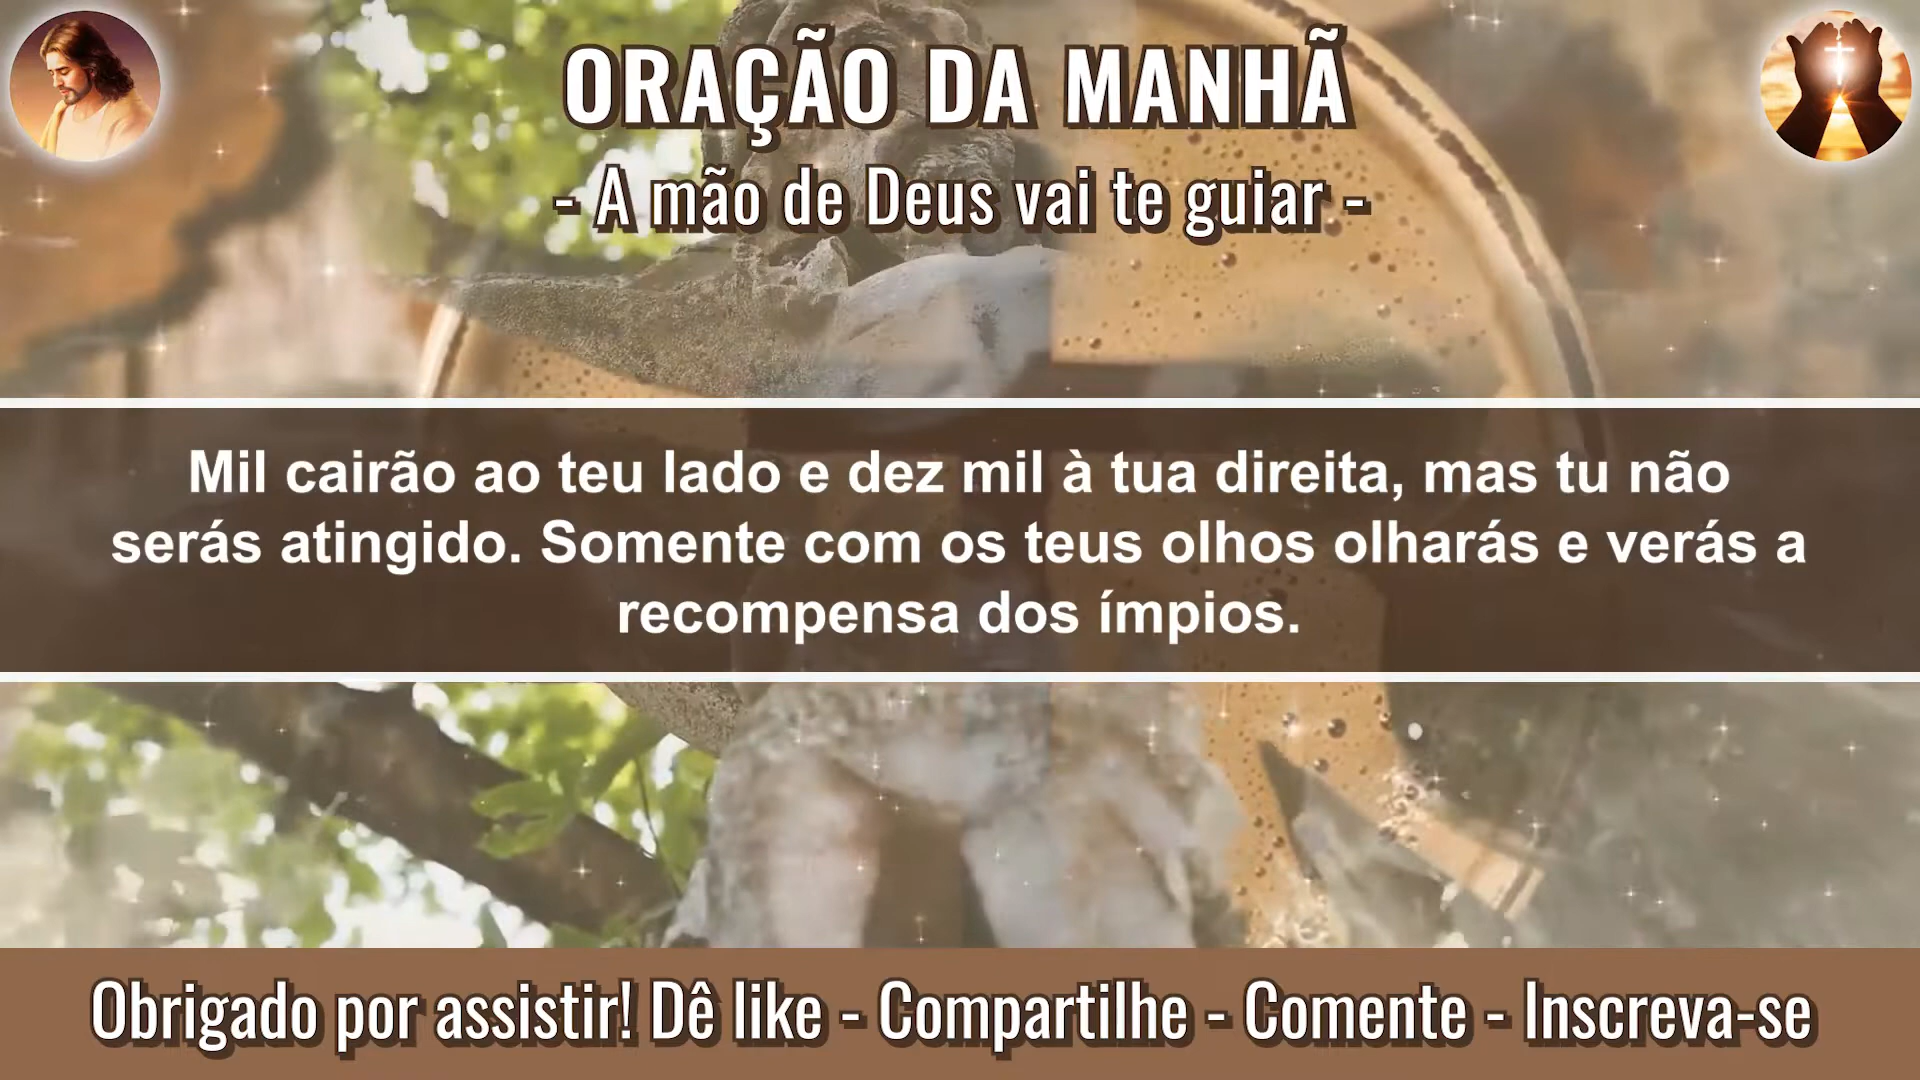 ORAÇÃO DA MANHÃ
- A mão de Deus vai te guiar -
Mil cairão ao teu lado e dez mil à tua direita, mas tu não
serás atingido. Somente com os teus olhos olharás e verás a
recompensa dos ímpios.
Obrigado por assistir! Dê like - Compartilhe - Comente - Inscreva-se